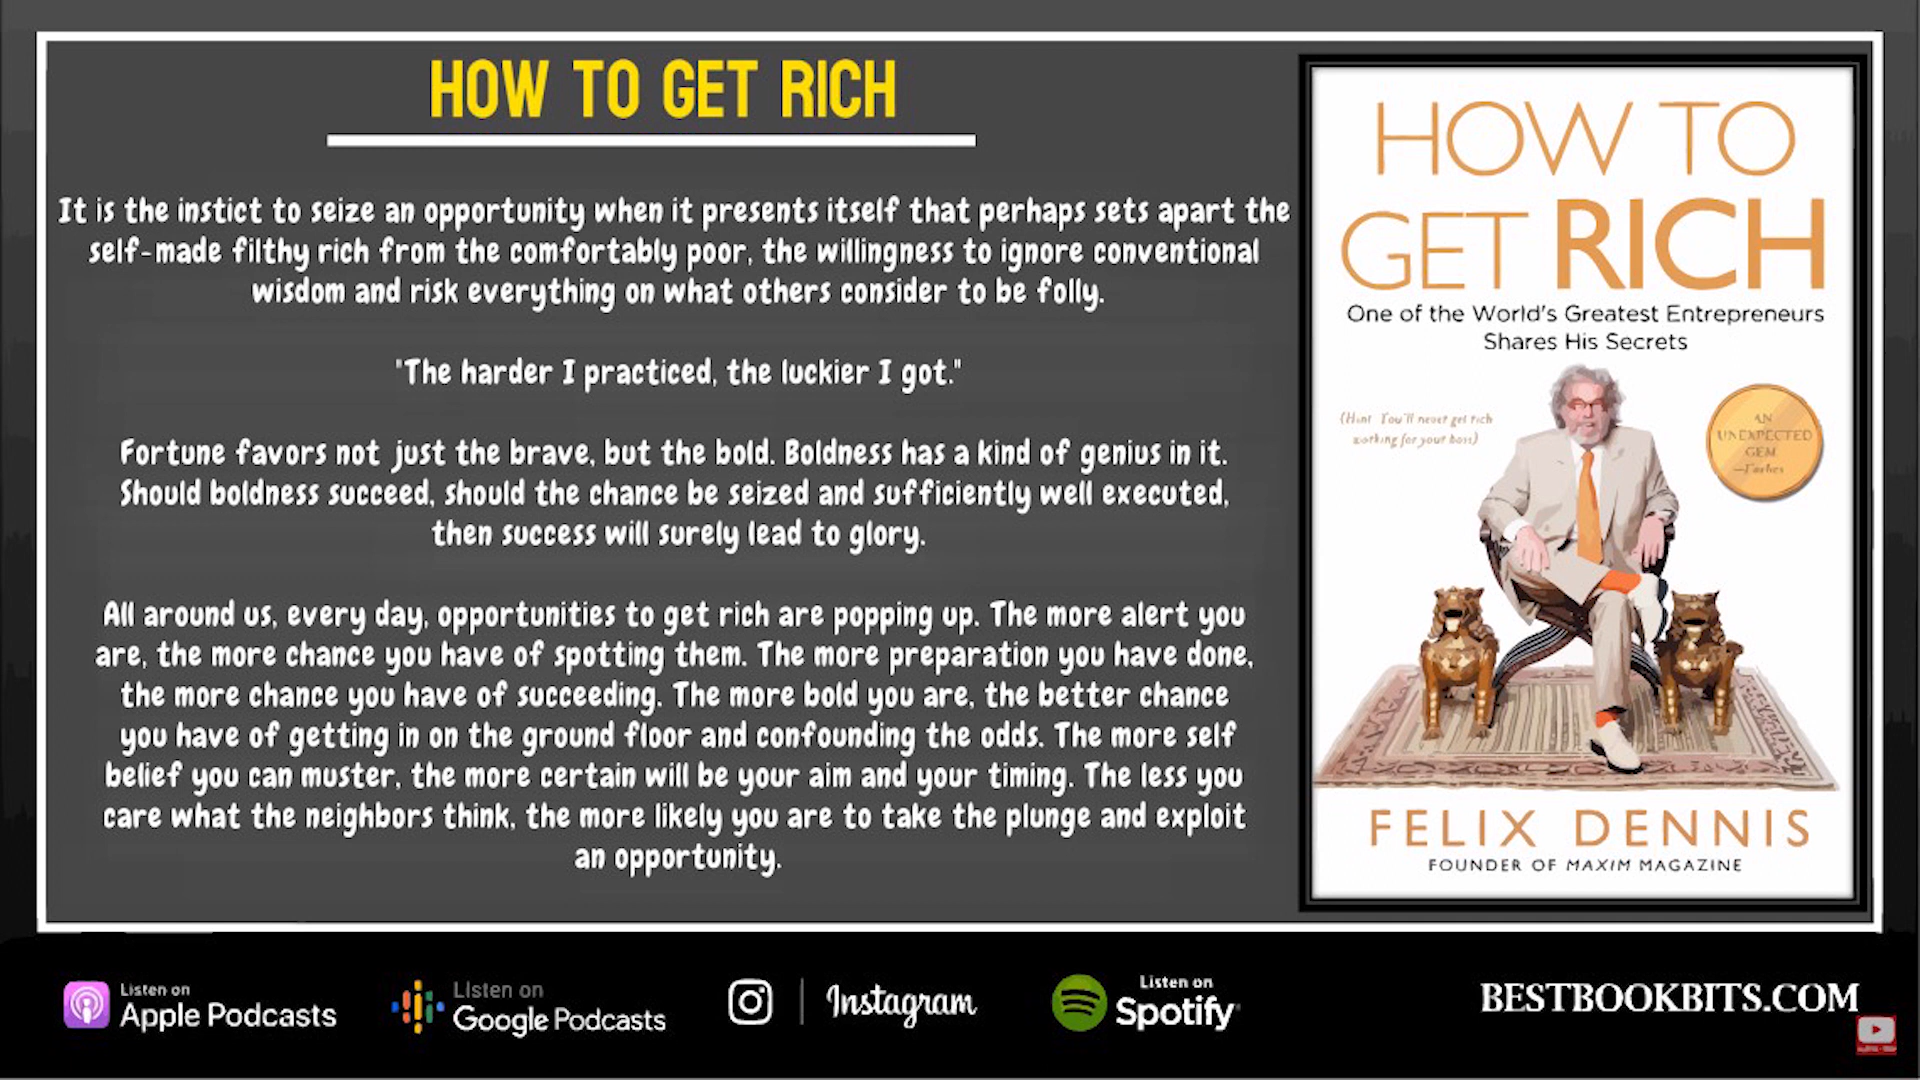 HOW TO GET RICH
It is the instict to seize an opportunity when it presents itself that perhaps sets apart the
self-made filthy rich from the comfortably poor, the willingness to ignore conventional
wisdom and risk everything on what others consider to be folly.
"The harder I practiced, the luckier I got."
Fortune favors not just the brave, but the bold. Boldness has a kind of genius in it.
Should boldness succeed, should the chance be seized and sufficiently well executed,
then success will surely lead to glory.
All around us, every day, opportunities to get rich are popping up. The more alert you
are, the more chance you have of spotting them. The more preparation you have done,
the more chance you have of succeeding. The more bold you are, the better chance
you have of getting in on the ground floor and confounding the odds. The more self
belief you can muster, the more certain will be your aim and your timing. The less you
care what the neighbors think, the more likely you are to take the plunge and exploit
an opportunity.
HOW TO
GET RICH
One of the World's Greatest Entrepreneurs
Shares His Secrets
(Hint You'll never get rich
working for your boss)
AN
UNEXPECTED
GEM
—Forbes
FELIX DENNIS
FOUNDER OF MAXIM MAGAZINE
Listen on
Apple Podcasts
Listen on
Google Podcasts
Instagram
Listen on
Spotify
BESTBOOKBITS.COM